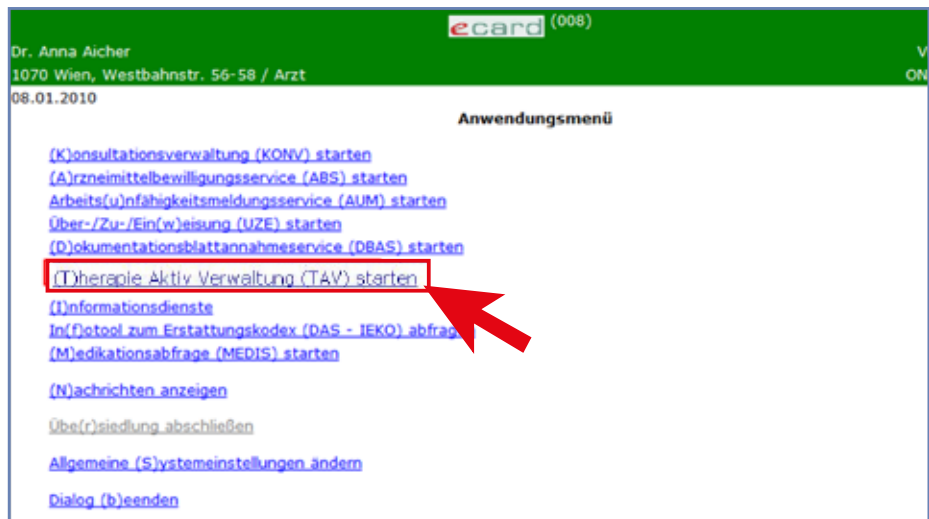 ecard (008)
Dr. Anna Aicher V
1070 Wien, Westbahnstr. 56-58 / Arzt ON
08.01.2010
Anwendungsmenü
(K)onsultationsverwaltung (KONV) starten
(A)rzneimittelbewilligungsservice (ABS) starten
Arbeits(u)nfähigkeitsmeldungsservice (AUM) starten
Über-/Zu-/Ein(w)eisung (UZE) starten
(D)okumentationsblattannahmeservice (DBAS) starten
(T)herapie Aktiv Verwaltung (TAV) starten
(I)nformationsdienste
In(f)otool zum Erstattungskodex (DAS - IEKO) abfrage
(M)edikationsabfrage (MEDIS) starten
(N)achrichten anzeigen
Übe(r)siedlung abschließen
Allgemeine (S)ystemeinstellungen ändern
Dialog (b)eenden